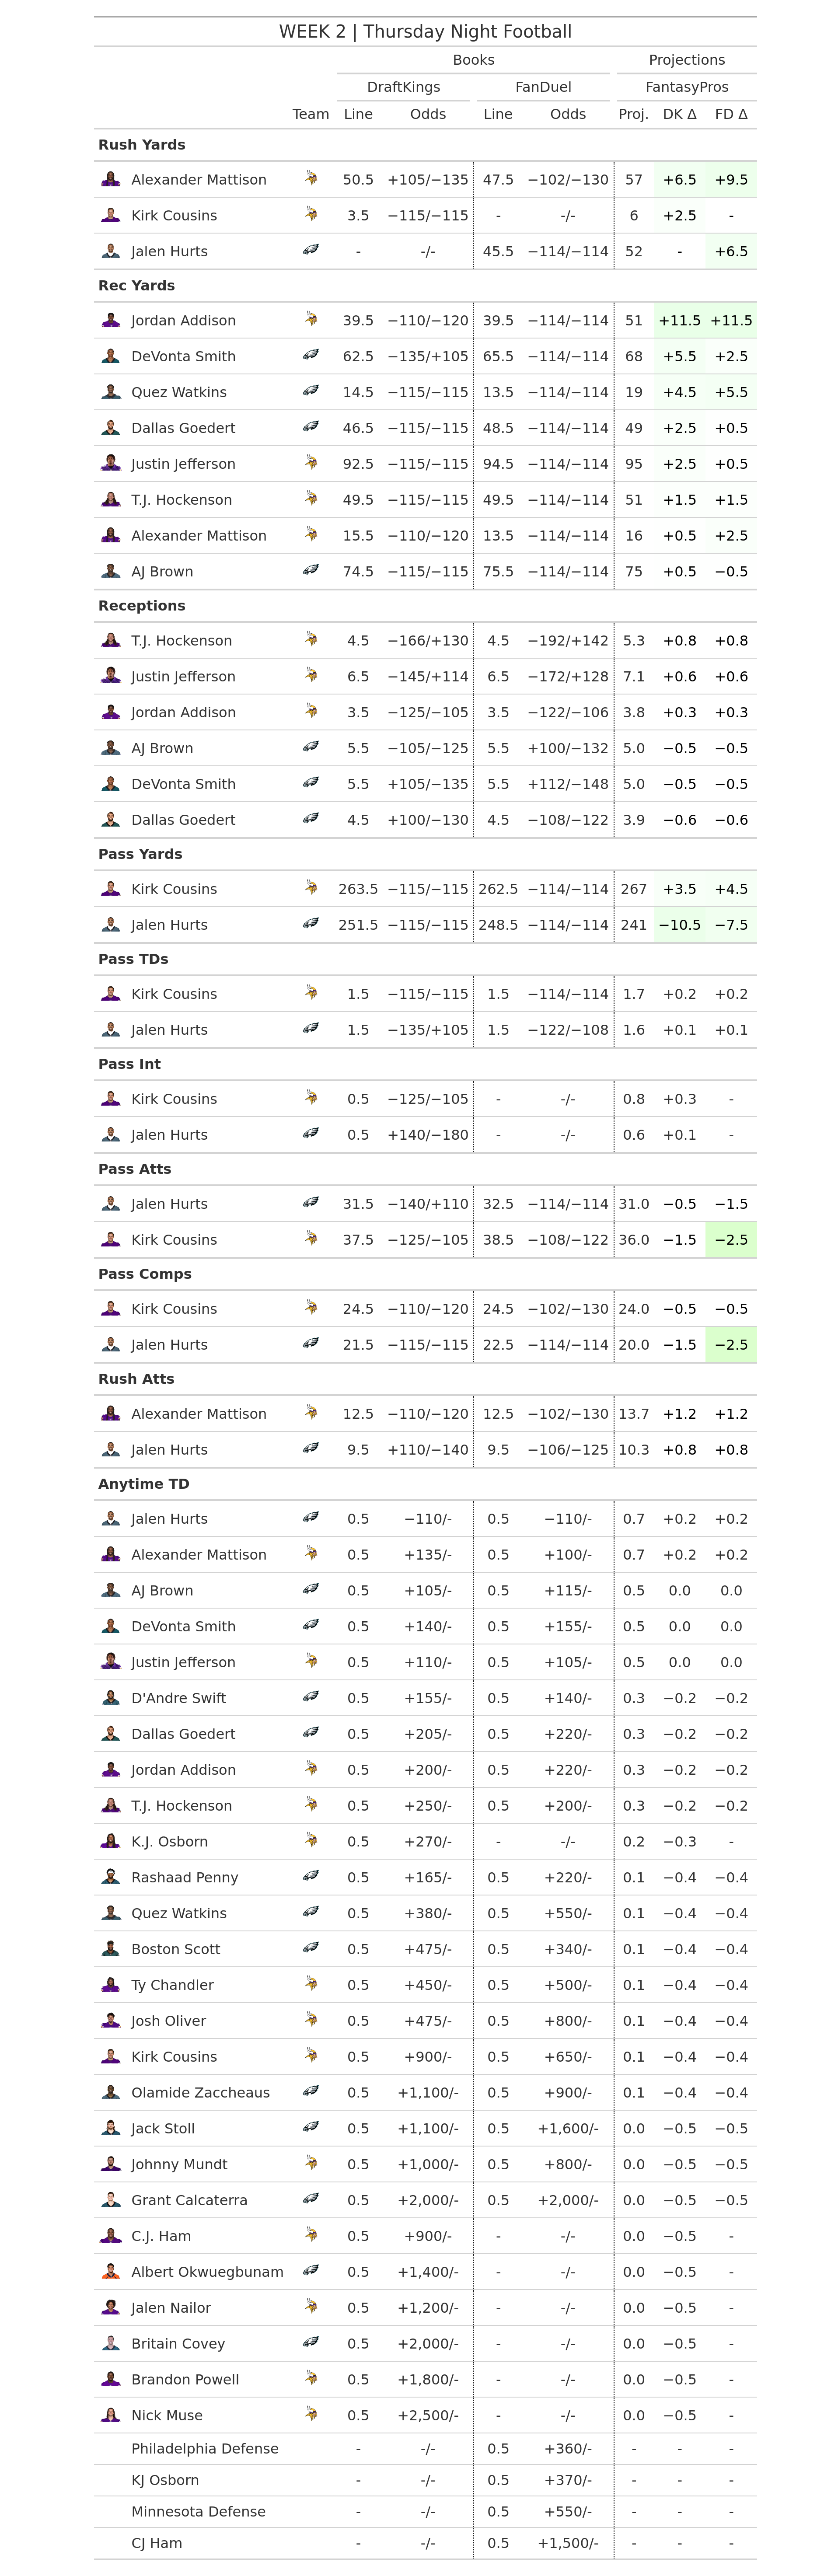 WEEK 2 | Thursday Night Football
Books Projections
DraftKings FanDuel FantasyPros
Team Line Odds Line Odds Proj. DK Δ FD Δ
Rush Yards
Alexander Mattison 50.5 +105/−135 47.5 −102/−130 57 +6.5 +9.5
Kirk Cousins 3.5 −115/−115 - -/- 6 +2.5 -
Jalen Hurts - -/- 45.5 −114/−114 52 - +6.5
Rec Yards
Jordan Addison 39.5 −110/−120 39.5 −114/−114 51 +11.5 +11.5
DeVonta Smith 62.5 −135/+105 65.5 −114/−114 68 +5.5 +2.5
Quez Watkins 14.5 −115/−115 13.5 −114/−114 19 +4.5 +5.5
Dallas Goedert 46.5 −115/−115 48.5 −114/−114 49 +2.5 +0.5
Justin Jefferson 92.5 −115/−115 94.5 −114/−114 95 +2.5 +0.5
T.J. Hockenson 49.5 −115/−115 49.5 −114/−114 51 +1.5 +1.5
Alexander Mattison 15.5 −110/−120 13.5 −114/−114 16 +0.5 +2.5
AJ Brown 74.5 −115/−115 75.5 −114/−114 75 +0.5 −0.5
Receptions
T.J. Hockenson 4.5 −166/+130 4.5 −192/+142 5.3 +0.8 +0.8
Justin Jefferson 6.5 −145/+114 6.5 −172/+128 7.1 +0.6 +0.6
Jordan Addison 3.5 −125/−105 3.5 −122/−106 3.8 +0.3 +0.3
AJ Brown 5.5 −105/−125 5.5 +100/−132 5.0 −0.5 −0.5
DeVonta Smith 5.5 +105/−135 5.5 +112/−148 5.0 −0.5 −0.5
Dallas Goedert 4.5 +100/−130 4.5 −108/−122 3.9 −0.6 −0.6
Pass Yards
Kirk Cousins 263.5 −115/−115 262.5 −114/−114 267 +3.5 +4.5
Jalen Hurts 251.5 −115/−115 248.5 −114/−114 241 −10.5 −7.5
Pass TDs
Kirk Cousins 1.5 −115/−115 1.5 −114/−114 1.7 +0.2 +0.2
Jalen Hurts 1.5 −135/+105 1.5 −122/−108 1.6 +0.1 +0.1
Pass Int
Kirk Cousins 0.5 −125/−105 - -/- 0.8 +0.3 -
Jalen Hurts 0.5 +140/−180 - -/- 0.6 +0.1 -
Pass Atts
Jalen Hurts 31.5 −140/+110 32.5 −114/−114 31.0 −0.5 −1.5
Kirk Cousins 37.5 −125/−105 38.5 −108/−122 36.0 −1.5 −2.5
Pass Comps
Kirk Cousins 24.5 −110/−120 24.5 −102/−130 24.0 −0.5 −0.5
Jalen Hurts 21.5 −115/−115 22.5 −114/−114 20.0 −1.5 −2.5
Rush Atts
Alexander Mattison 12.5 −110/−120 12.5 −102/−130 13.7 +1.2 +1.2
Jalen Hurts 9.5 +110/−140 9.5 −106/−125 10.3 +0.8 +0.8
Anytime TD
Jalen Hurts 0.5 −110/- 0.5 −110/- 0.7 +0.2 +0.2
Alexander Mattison 0.5 +135/- 0.5 +100/- 0.7 +0.2 +0.2
AJ Brown 0.5 +105/- 0.5 +115/- 0.5 0.0 0.0
DeVonta Smith 0.5 +140/- 0.5 +155/- 0.5 0.0 0.0
Justin Jefferson 0.5 +110/- 0.5 +105/- 0.5 0.0 0.0
D'Andre Swift 0.5 +155/- 0.5 +140/- 0.3 −0.2 −0.2
Dallas Goedert 0.5 +205/- 0.5 +220/- 0.3 −0.2 −0.2
Jordan Addison 0.5 +200/- 0.5 +220/- 0.3 −0.2 −0.2
T.J. Hockenson 0.5 +250/- 0.5 +200/- 0.3 −0.2 −0.2
K.J. Osborn 0.5 +270/- - -/- 0.2 −0.3 -
Rashaad Penny 0.5 +165/- 0.5 +220/- 0.1 −0.4 −0.4
Quez Watkins 0.5 +380/- 0.5 +550/- 0.1 −0.4 −0.4
Boston Scott 0.5 +475/- 0.5 +340/- 0.1 −0.4 −0.4
Ty Chandler 0.5 +450/- 0.5 +500/- 0.1 −0.4 −0.4
Josh Oliver 0.5 +475/- 0.5 +800/- 0.1 −0.4 −0.4
Kirk Cousins 0.5 +900/- 0.5 +650/- 0.1 −0.4 −0.4
Olamide Zaccheaus 0.5 +1,100/- 0.5 +900/- 0.1 −0.4 −0.4
Jack Stoll 0.5 +1,100/- 0.5 +1,600/- 0.0 −0.5 −0.5
Johnny Mundt 0.5 +1,000/- 0.5 +800/- 0.0 −0.5 −0.5
Grant Calcaterra 0.5 +2,000/- 0.5 +2,000/- 0.0 −0.5 −0.5
C.J. Ham 0.5 +900/- - -/- 0.0 −0.5 -
Albert Okwuegbunam 0.5 +1,400/- - -/- 0.0 −0.5 -
Jalen Nailor 0.5 +1,200/- - -/- 0.0 −0.5 -
Britain Covey 0.5 +2,000/- - -/- 0.0 −0.5 -
Brandon Powell 0.5 +1,800/- - -/- 0.0 −0.5 -
Nick Muse 0.5 +2,500/- - -/- 0.0 −0.5 -
Philadelphia Defense - -/- 0.5 +360/- - - -
KJ Osborn - -/- 0.5 +370/- - - -
Minnesota Defense - -/- 0.5 +550/- - - -
CJ Ham - -/- 0.5 +1,500/- - - -